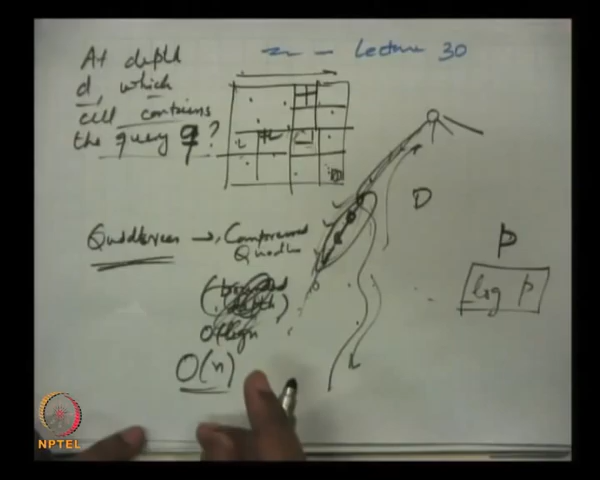 Lecture 30
At depth
d, which
cell contains
the query q?
Quadtrees → Compressed
Quadtree
D
p
log p
O(n)
NPTEL